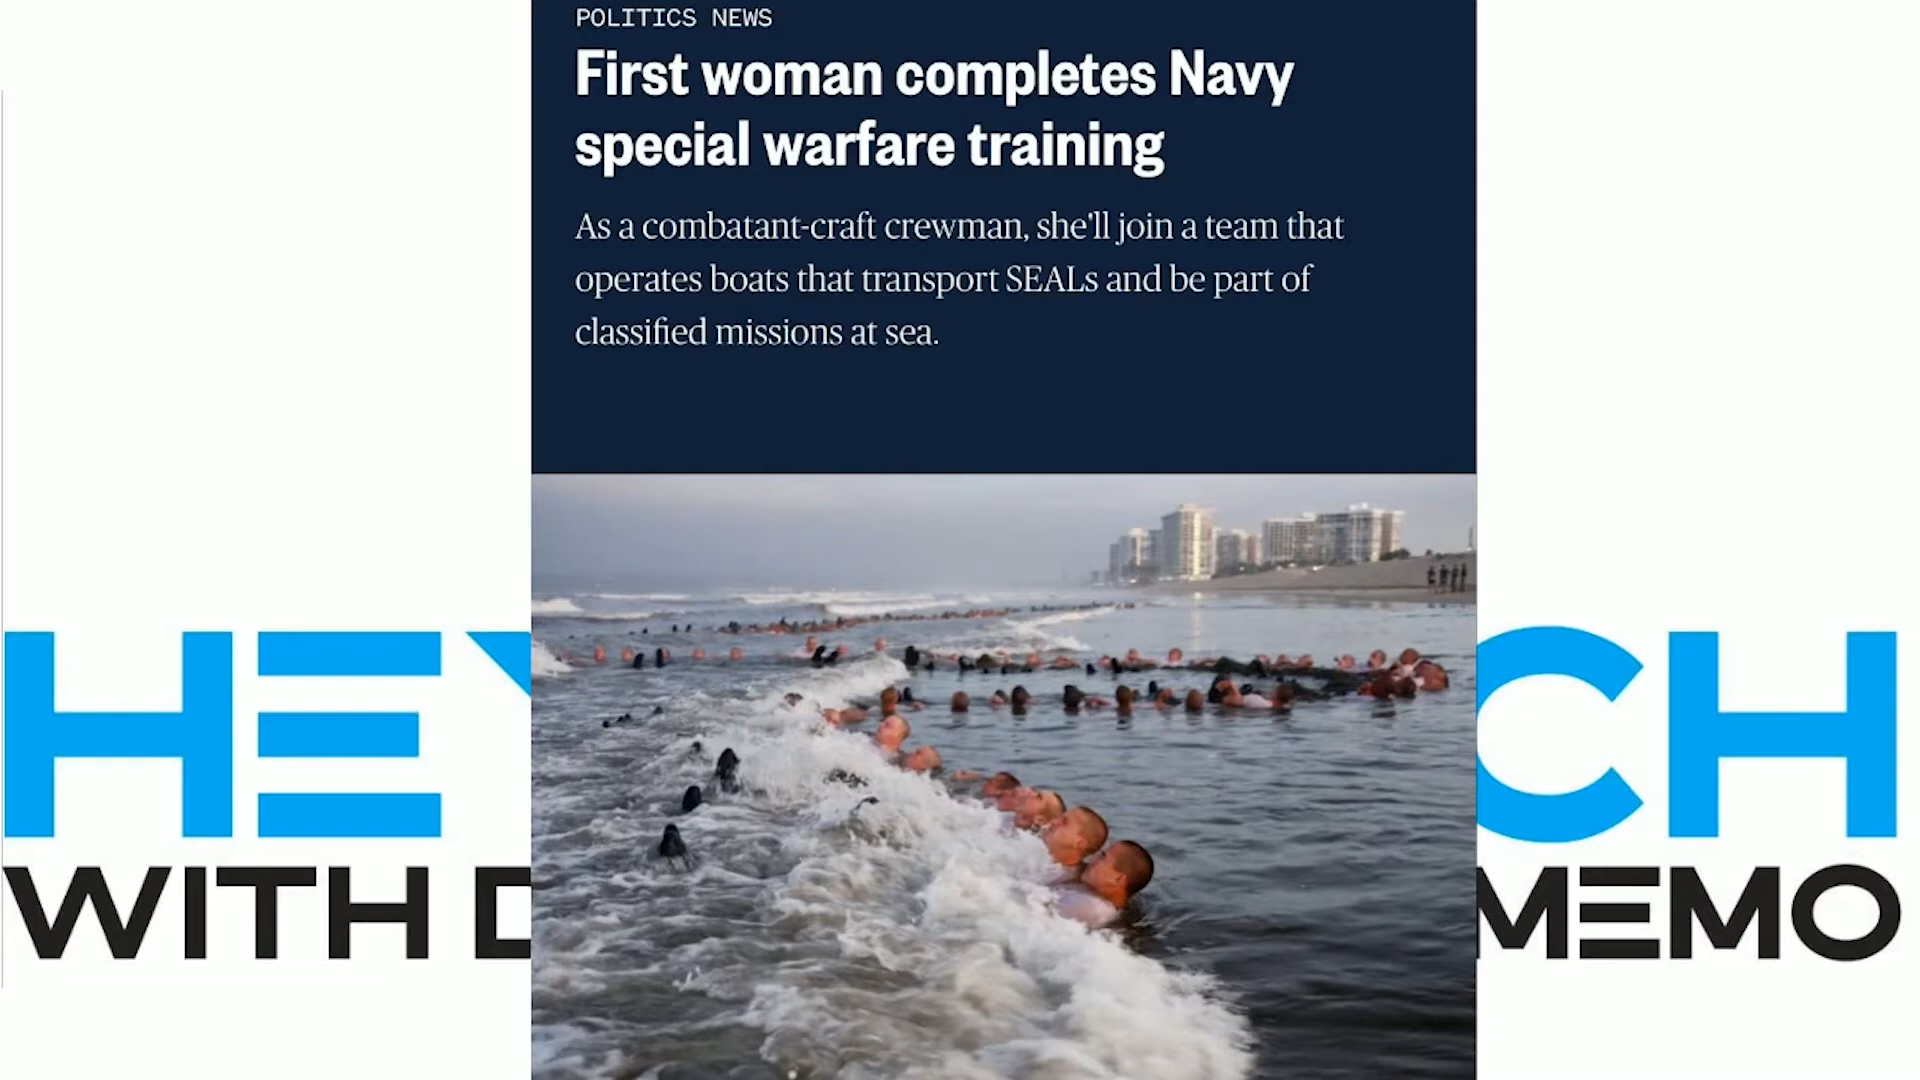 POLITICS NEWS
First woman completes Navy
special warfare training
As a combatant-craft crewman, she'll join a team that
operates boats that transport SEALs and be part of
classified missions at sea.
HEY CH
WITH D MEMO